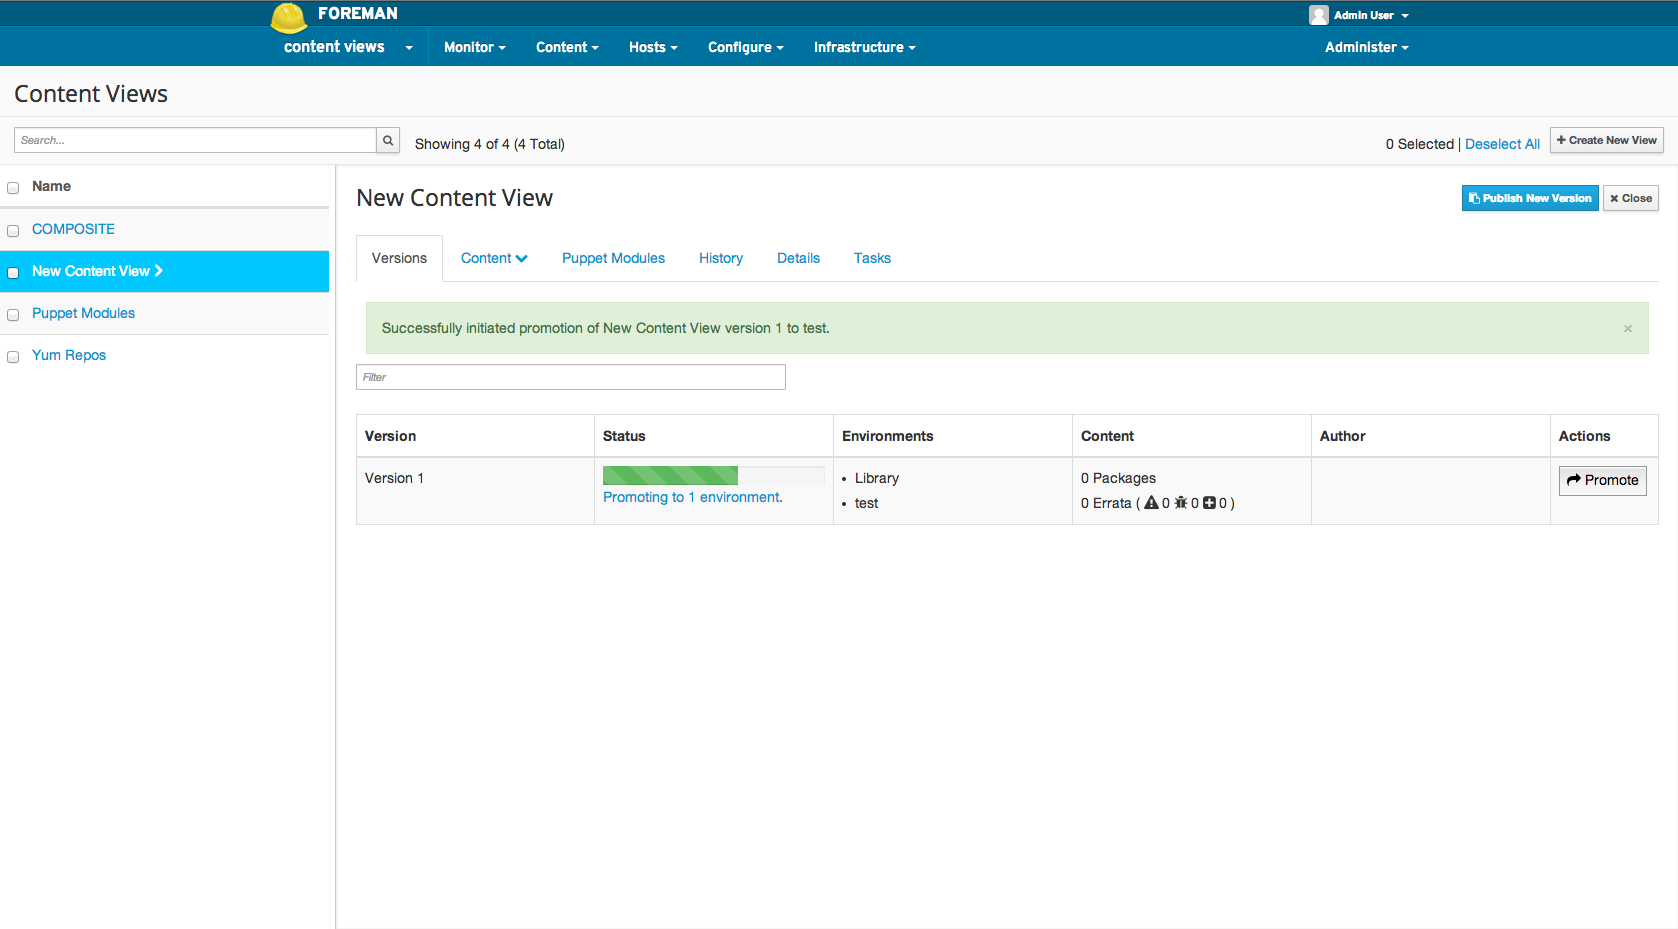 FOREMAN
Admin User
content views Monitor Content Hosts Configure Infrastructure Administer
Content Views
Search... Showing 4 of 4 (4 Total) 0 Selected | Deselect All + Create New View
Name
COMPOSITE
New Content View
Puppet Modules
Yum Repos
New Content View
Publish New Version
× Close
Versions Content Puppet Modules History Details Tasks
Successfully initiated promotion of New Content View version 1 to test. ×
Filter
Version Status Environments Content Author Actions
Version 1
Promoting to 1 environment.
• Library
• test
0 Packages
0 Errata ( 0 0 0 )
Promote